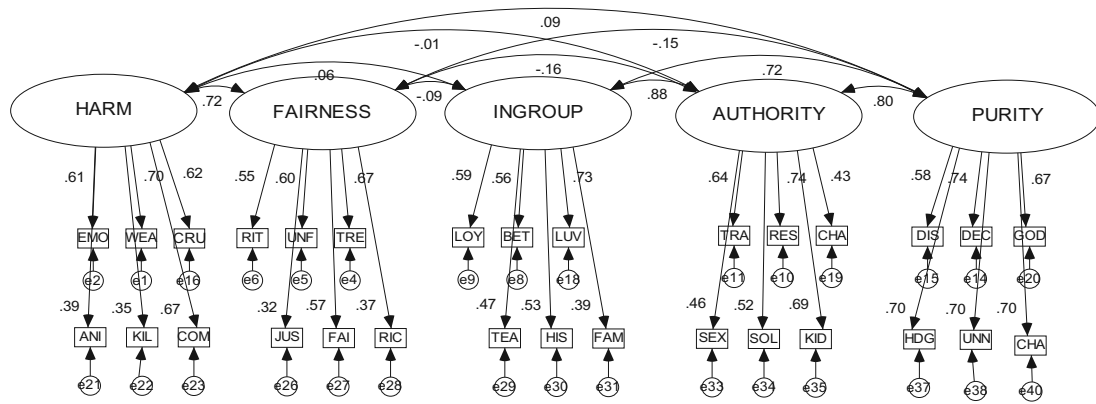 .09
-.01 -.15
.06 -.16 .72
.72 -.09 .88 .80
HARM FAIRNESS INGROUP AUTHORITY PURITY
.61 .70 .62 .55 .60 .67 .59 .56 .73 .64 .74 .43 .58 .74 .67
EMO WEA CRU RIT UNF TRE LOY BET LUV TRA RES CHA DIS DEC GOD
e2 e1 e16 e6 e5 e4 e9 e8 e18 e11 e10 e19 e15 e14 e20
.39 .35 .67 .32 .57 .37 .47 .53 .39 .46 .52 .69 .70 .70 .70
ANI KIL COM JUS FAI RIC TEA HIS FAM SEX SOL KID HDG UNN CHA
e21 e22 e23 e26 e27 e28 e29 e30 e31 e33 e34 e35 e37 e38 e40